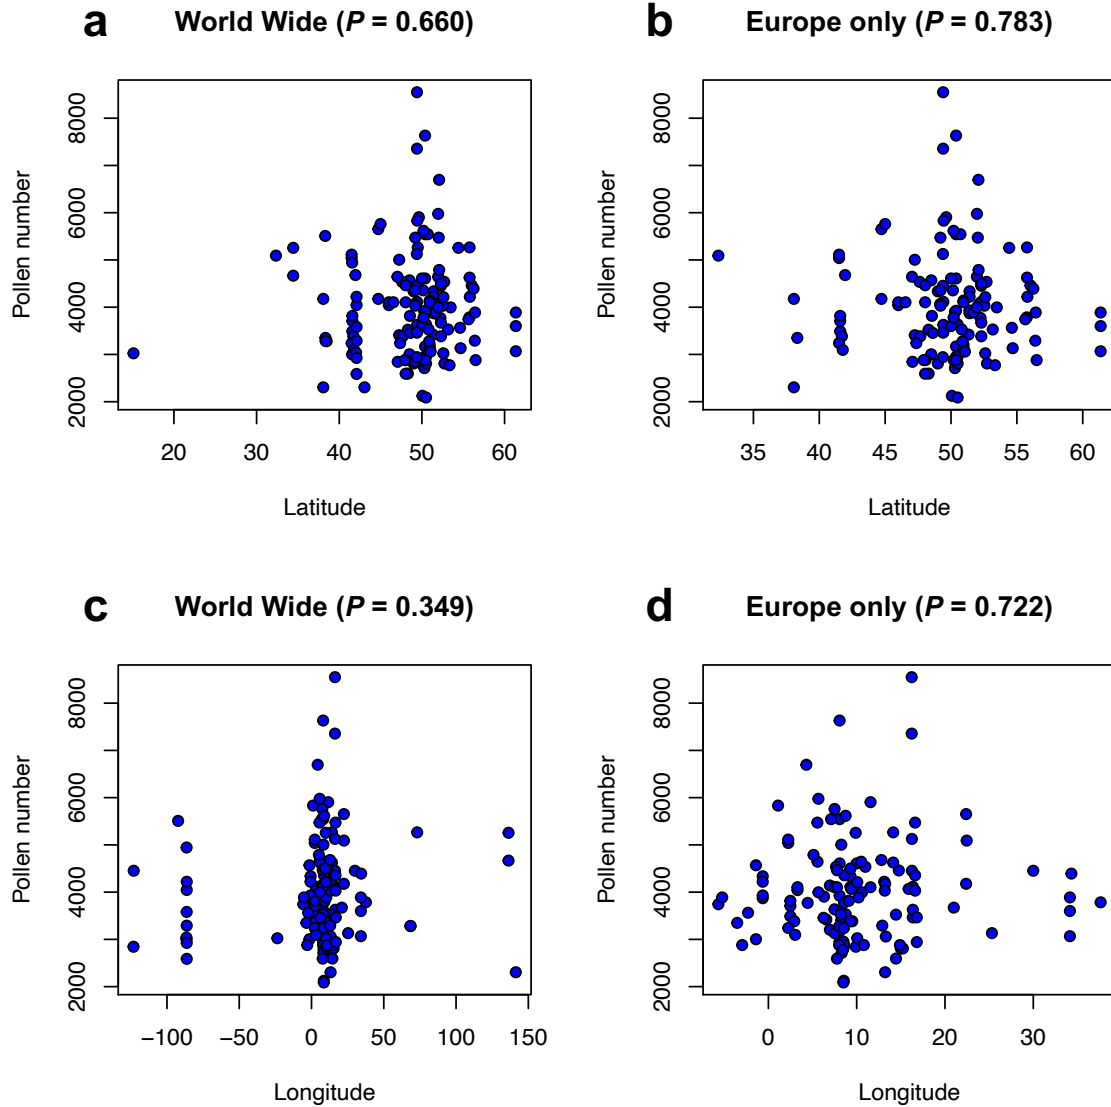 a World Wide (P = 0.660)
Pollen number
8000
6000
4000
2000
20 30 40 50 60
Latitude
b Europe only (P = 0.783)
Pollen number
8000
6000
4000
2000
35 40 45 50 55 60
Latitude
c World Wide (P = 0.349)
Pollen number
8000
6000
4000
2000
−100 −50 0 50 100 150
Longitude
d Europe only (P = 0.722)
Pollen number
8000
6000
4000
2000
0 10 20 30
Longitude